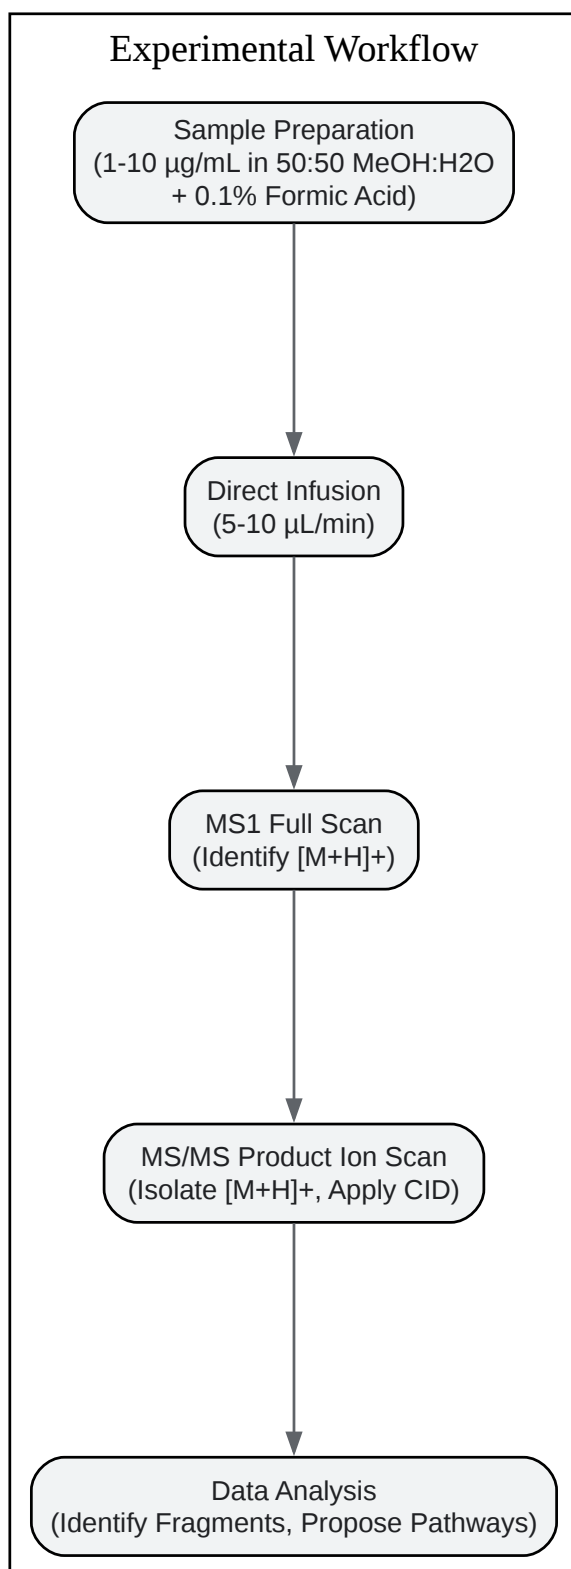 Experimental Workflow
Sample Preparation
(1-10 µg/mL in 50:50 MeOH:H2O
+ 0.1% Formic Acid)
Direct Infusion
(5-10 µL/min)
MS1 Full Scan
(Identify [M+H]+)
MS/MS Product Ion Scan
(Isolate [M+H]+, Apply CID)
Data Analysis
(Identify Fragments, Propose Pathways)